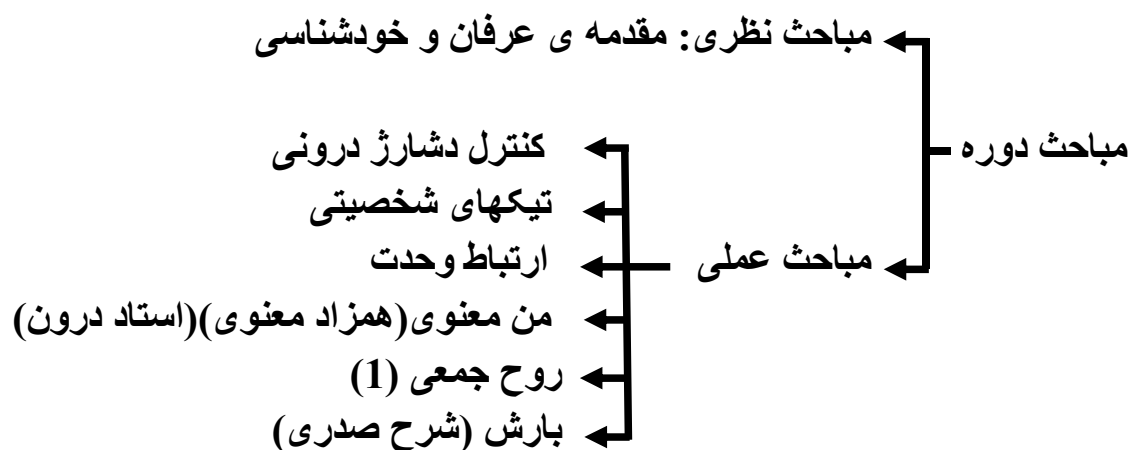 مباحث نظری: مقدمه ی عرفان و خودشناسی
مباحث دوره
کنترل دشارژ درونی
تیکهای شخصیتی
مباحث عملی
ارتباط وحدت
من معنوی(همزاد معنوی)(استاد درون)
روح جمعی (1)
بارش (شرح صدری)